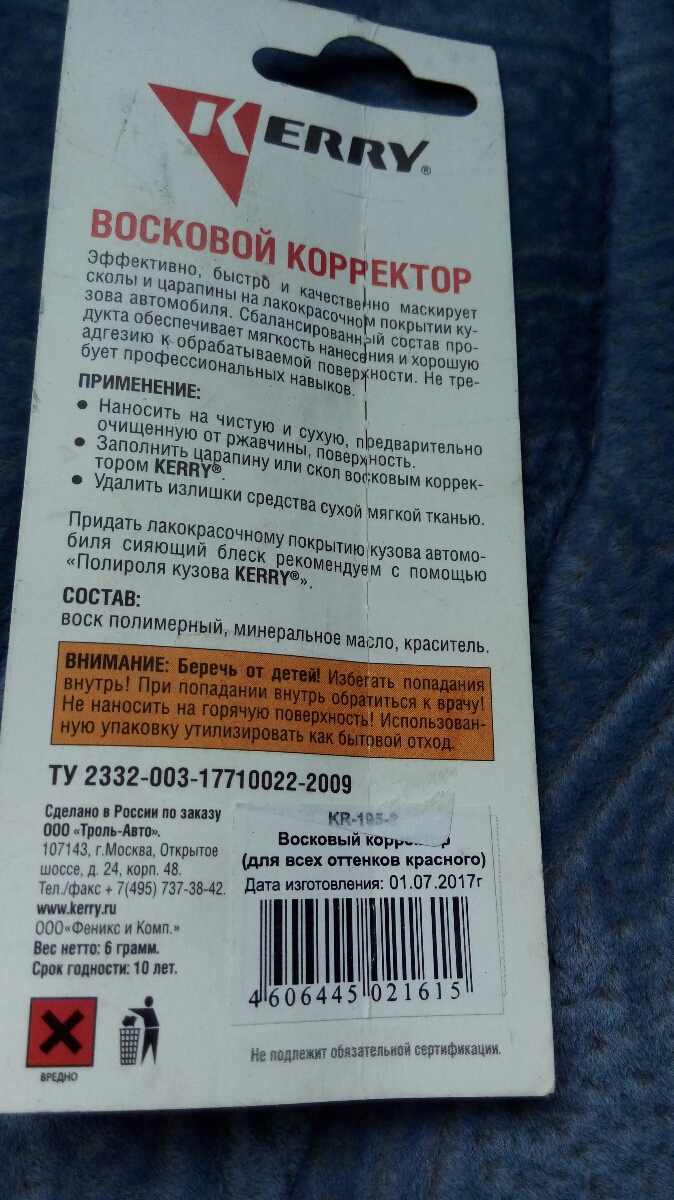 KERRY®
ВОСКОВОЙ КОРРЕКТОР
Эффективно, быстро и качественно маскирует
сколы и царапины на лакокрасочном покрытии ку-
зова автомобиля. Сбалансированный состав про-
дукта обеспечивает мягкость нанесения и хорошую
адгезию к обрабатываемой поверхности. Не тре-
бует профессиональных навыков.
ПРИМЕНЕНИЕ:
● Наносить на чистую и сухую, предварительно
очищенную от ржавчины, поверхность.
● Заполнить царапину или скол восковым коррек-
тором KERRY®.
● Удалить излишки средства сухой мягкой тканью.
Придать лакокрасочному покрытию кузова автомо-
биля сияющий блеск рекомендуем с помощью
«Полироля кузова KERRY®».
СОСТАВ:
воск полимерный, минеральное масло, краситель.
ВНИМАНИЕ: Беречь от детей! Избегать попадания
внутрь! При попадании внутрь обратиться к врачу!
Не наносить на горячую поверхность! Использован-
ную упаковку утилизировать как бытовой отход.
ТУ 2332-003-17710022-2009
Сделано в России по заказу
ООО «Троль-Авто».
107143, г.Москва, Открытое
шоссе, д. 24, корп. 48.
Тел./факс + 7(495) 737-38-42.
www.kerry.ru
ООО«Феникс и Комп.»
Вес нетто: 6 грамм.
Срок годности: 10 лет.
ВРЕДНО
KR-195-
Восковый
(для всех оттенков красного)
Дата изготовления: 01.07.2017г
4 606445 021615
Не подлежит обязательной сертификации.